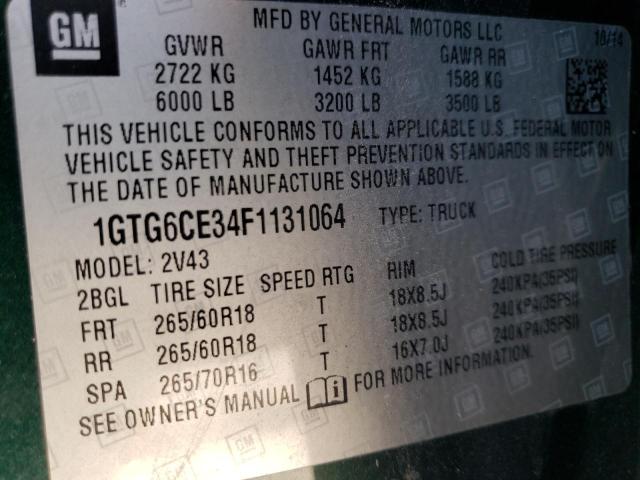 GM
MFD BY GENERAL MOTORS LLC
10/14
GVWR GAWR FRT GAWR RR
2722 KG 1452 KG 1588 KG
6000 LB 3200 LB 3500 LB
THIS VEHICLE CONFORMS TO ALL APPLICABLE U.S. FEDERAL MOTOR
VEHICLE SAFETY AND THEFT PREVENTION STANDARDS IN EFFECT ON
THE DATE OF MANUFACTURE SHOWN ABOVE.
1GTG6CE34F1131064 TYPE: TRUCK
MODEL: 2V43
2BGL TIRE SIZE SPEED RTG RIM COLD TIRE PRESSURE
FRT 265/60R18 T 18X8.5J 240KPA(35PSI)
RR 265/60R18 T 18X8.5J 240KPA(35PSI)
SPA 265/70R16 T 16X7.0J 240KPA(35PSI)
SEE OWNER'S MANUAL FOR MORE INFORMATION.